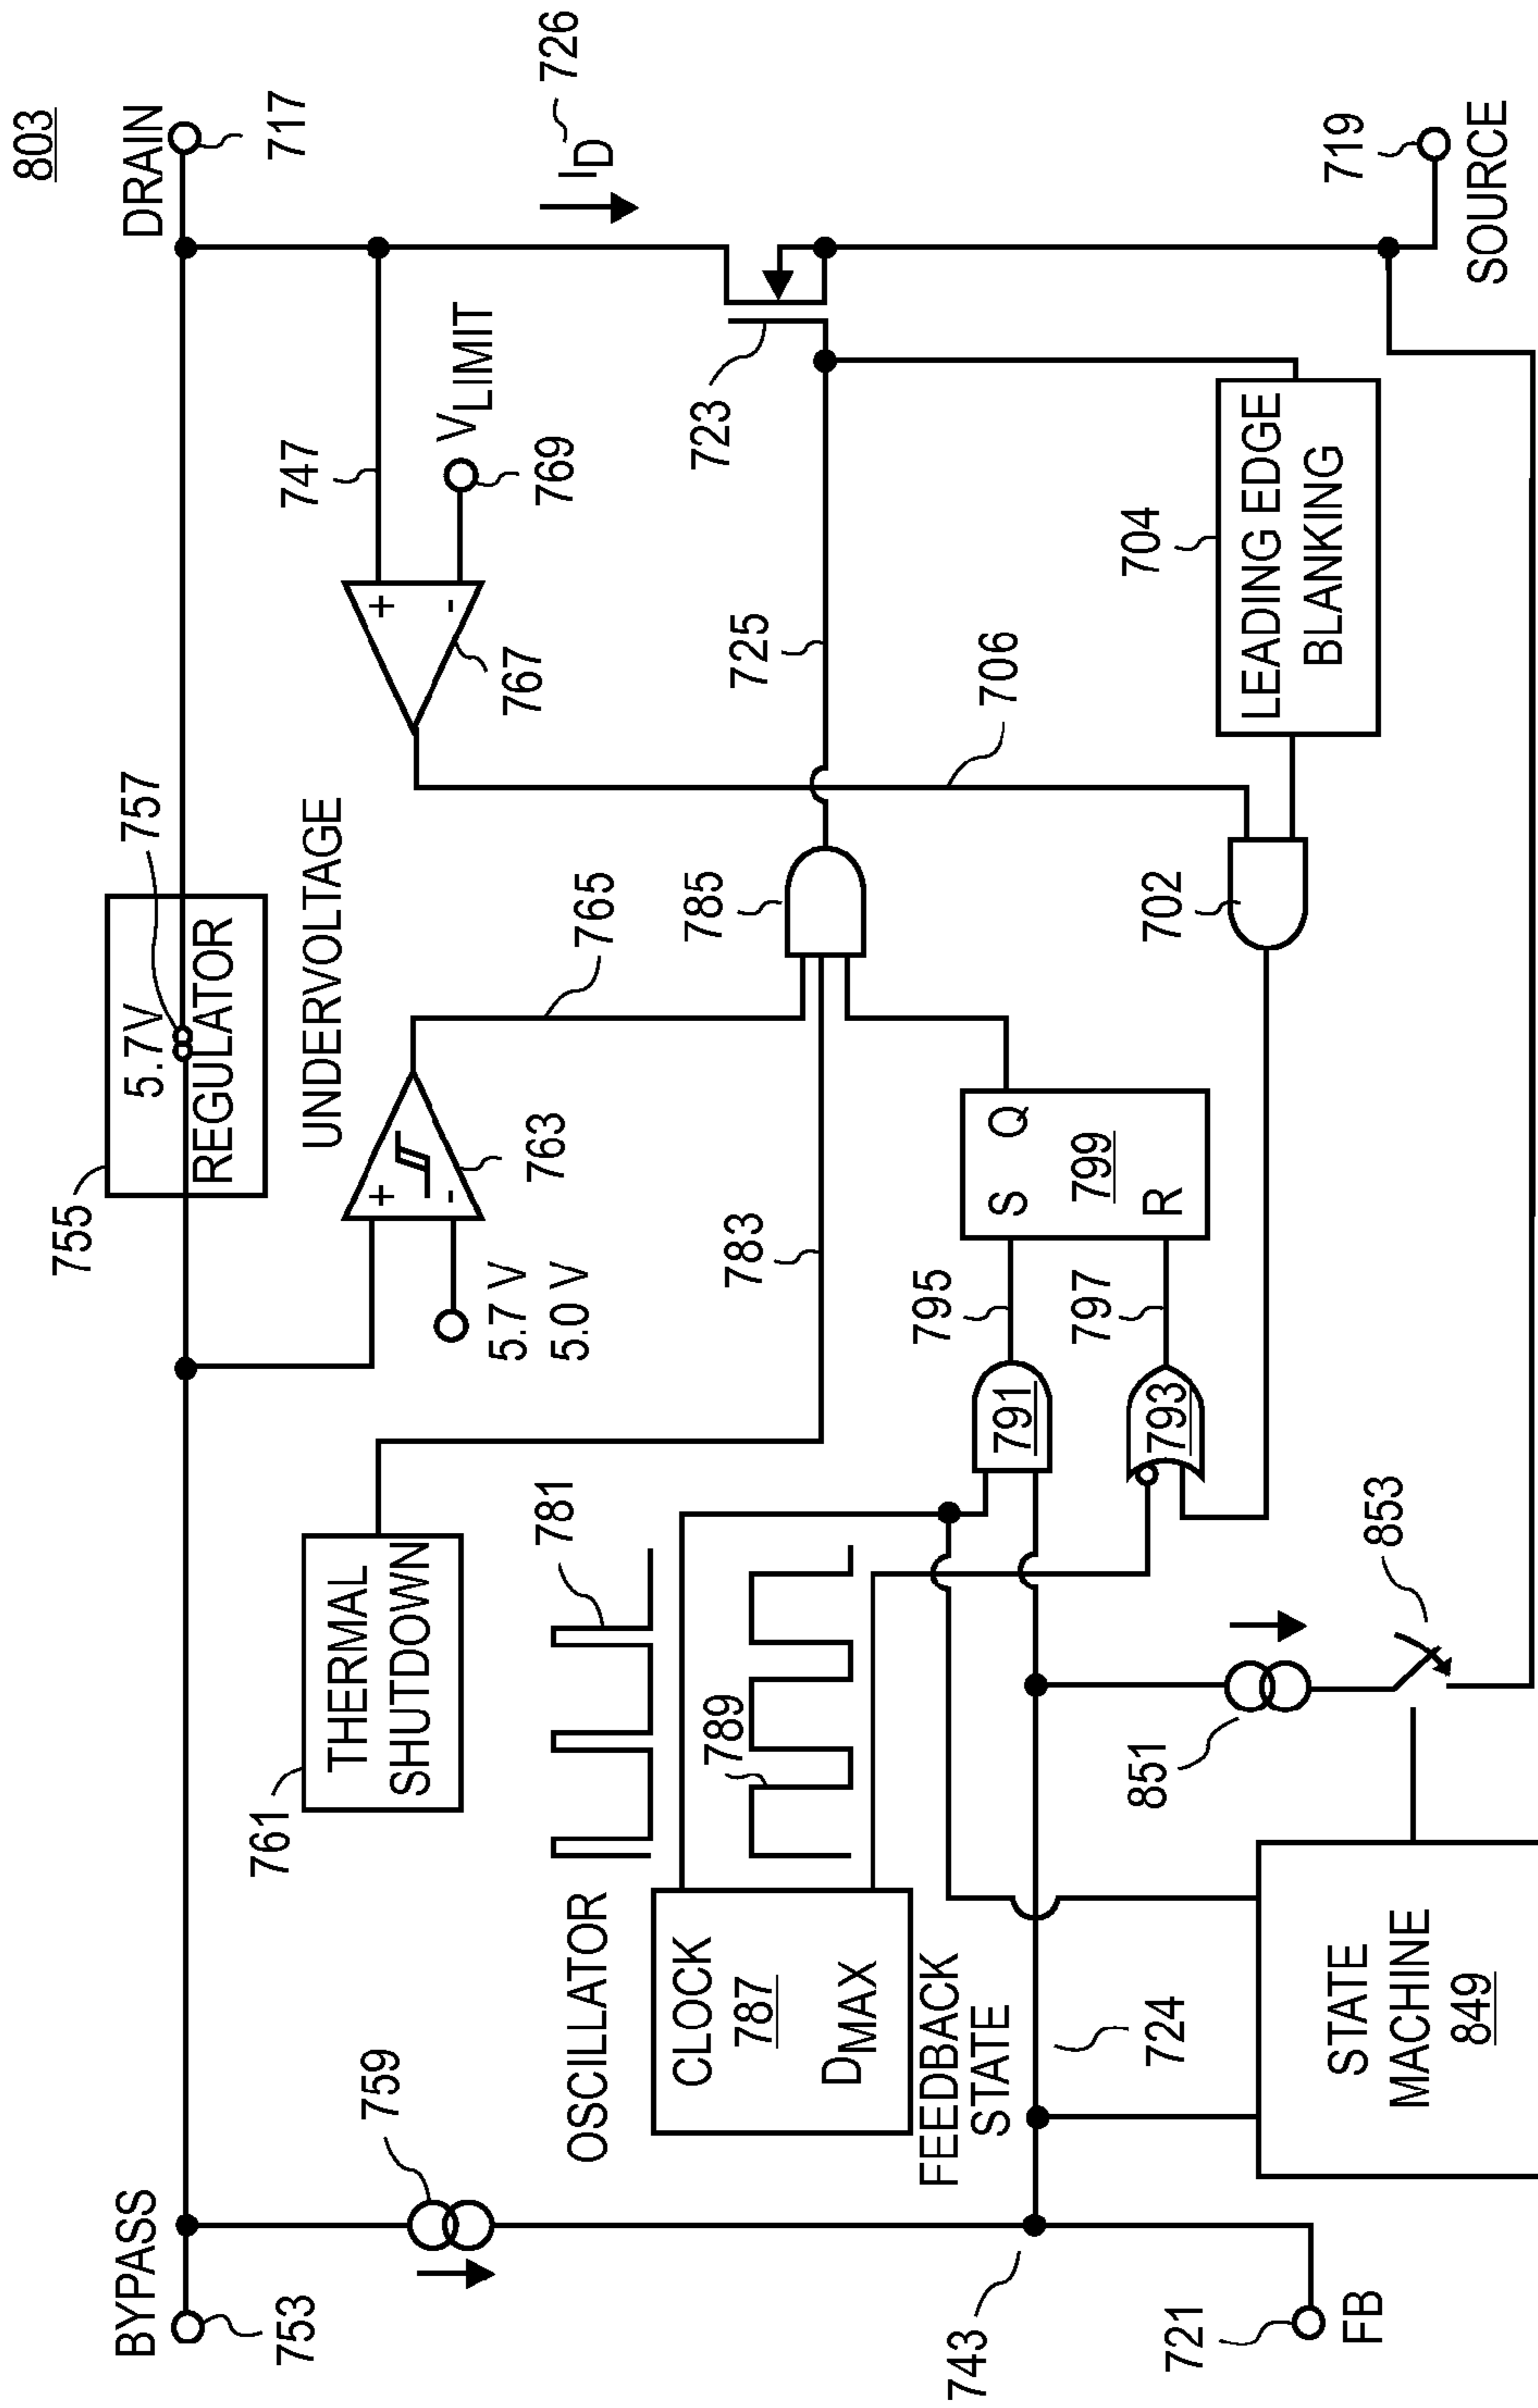 803
BYPASS
753
755
5.7 V
REGULATOR
757
DRAIN
717
759
761
THERMAL
SHUTDOWN
UNDERVOLTAGE
+
-
763
5.7 V
5.0 V
765
747
+
-
767
VLIMIT
769
ID
726
OSCILLATOR
CLOCK
787
DMAX
781
789
783
785
725
723
FEEDBACK
STATE
743
724
791
795
793
797
S
Q
799
R
706
702
704
LEADING EDGE
BLANKING
721
FB
STATE
MACHINE
849
851
853
719
SOURCE